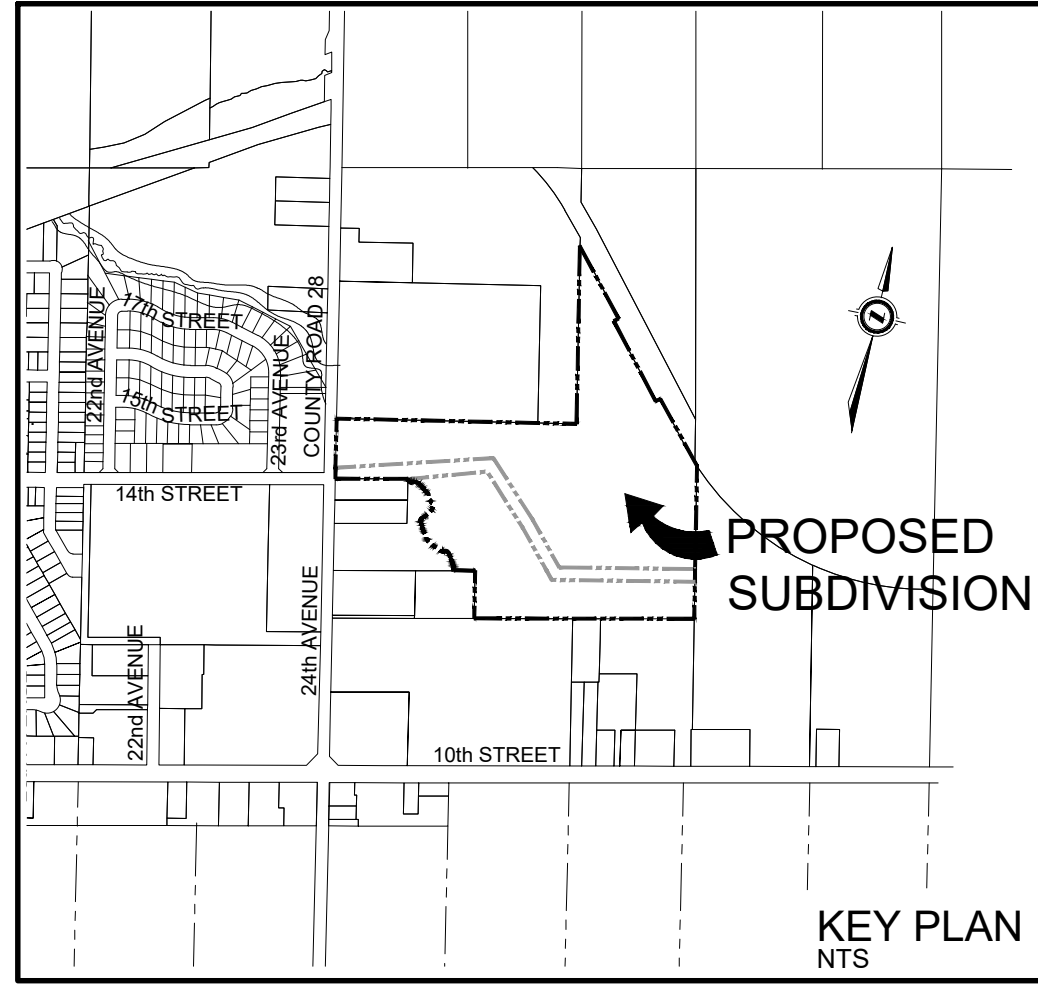 17th STREET
22nd AVENUE
15th STREET
23rd AVENUE
COUNTY ROAD 28
14th STREET
PROPOSED
SUBDIVISION
24th AVENUE
22nd AVENUE
10th STREET
KEY PLAN
NTS